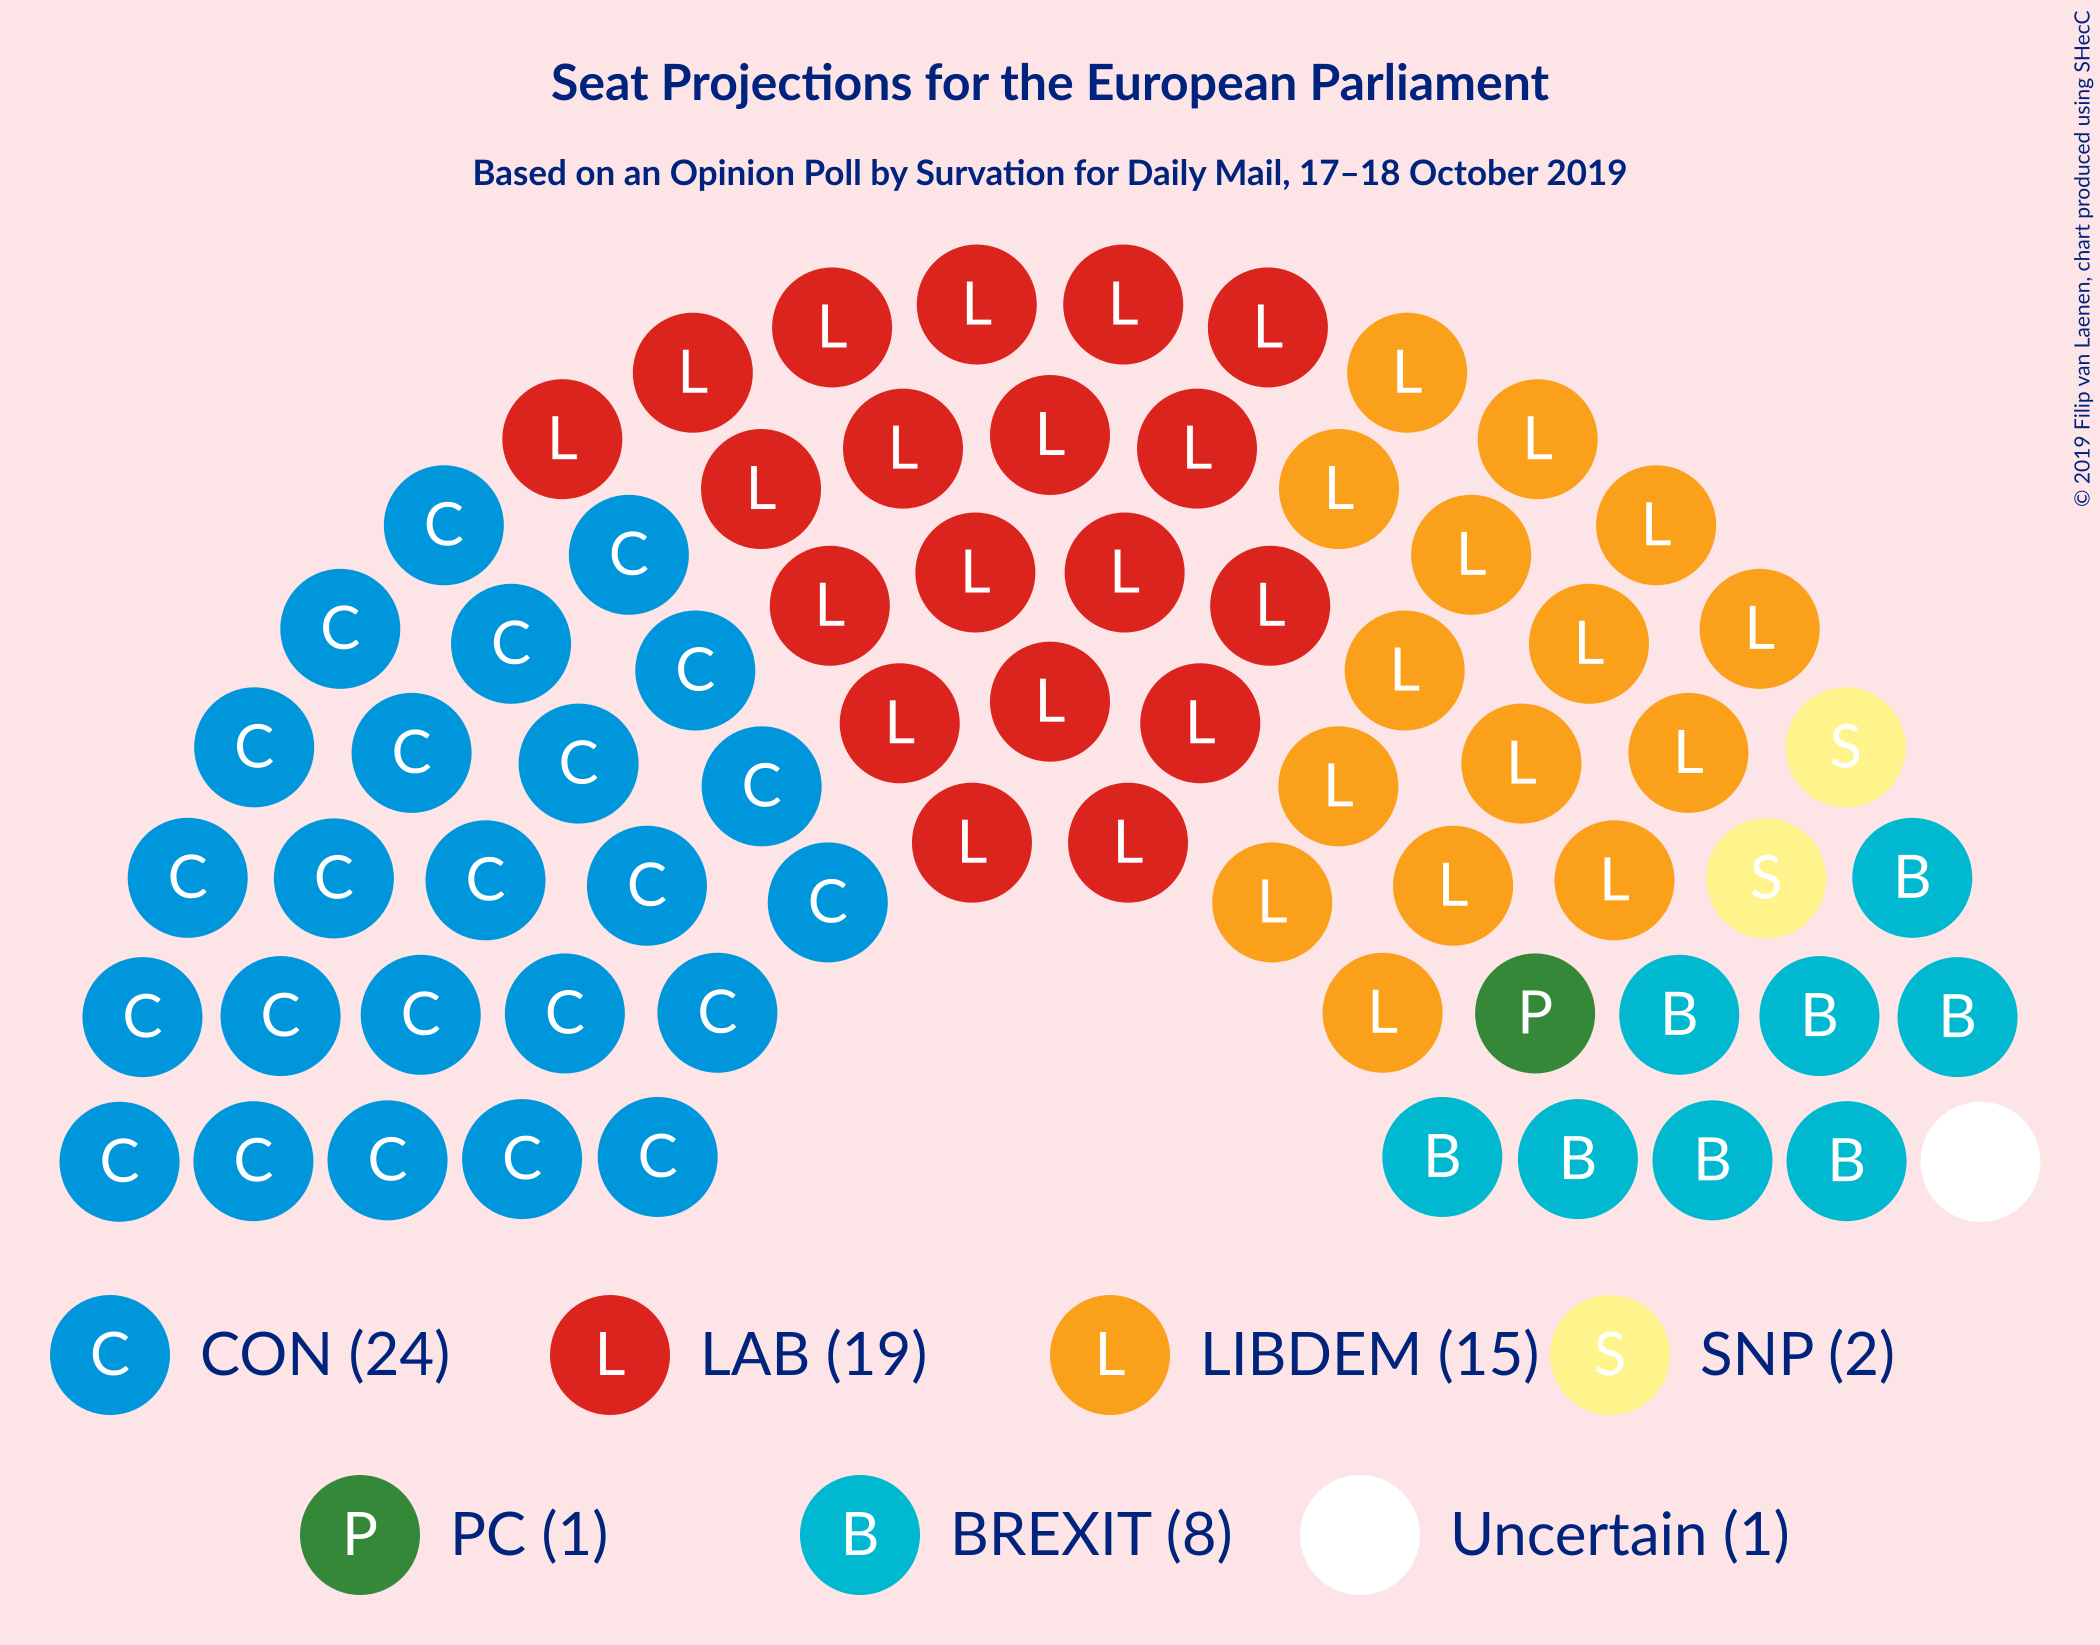 Seat Projections for the European Parliament
Based on an Opinion Poll by Survation for Daily Mail, 17–18 October 2019
© 2019 Filip van Laenen, chart produced using SHecC
L L
L L
L L
L
L L L
L L
L L
C L
C L L
L L
L L
C L
C L
C L
C L
L
L L
C S
C L
C L
C L
L L
C B
C S
C L
C L
C L
C B
C B
C B
C P
C L
C B
C B
C B
C B
C
C CON (24) L LAB (19) L LIBDEM (15) S SNP (2)
P PC (1) B BREXIT (8) Uncertain (1)